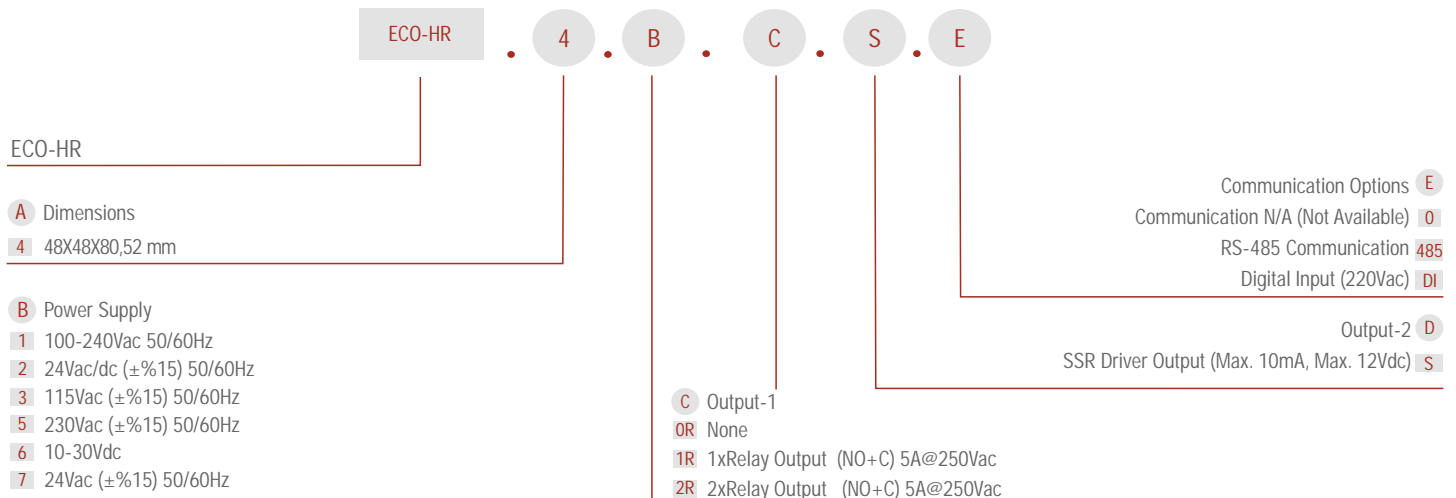 ECO-HR . 4 . B . C . S . E
ECO-HR
A Dimensions
4 48X48X80,52 mm
B Power Supply
1 100-240Vac 50/60Hz
2 24Vac/dc (±%15) 50/60Hz
3 115Vac (±%15) 50/60Hz
5 230Vac (±%15) 50/60Hz
6 10-30Vdc
7 24Vac (±%15) 50/60Hz
C Output-1
0R None
1R 1xRelay Output (NO+C) 5A@250Vac
2R 2xRelay Output (NO+C) 5A@250Vac
Communication Options E
Communication N/A (Not Available) 0
RS-485 Communication 485
Digital Input (220Vac) DI
Output-2 D
SSR Driver Output (Max. 10mA, Max. 12Vdc) S